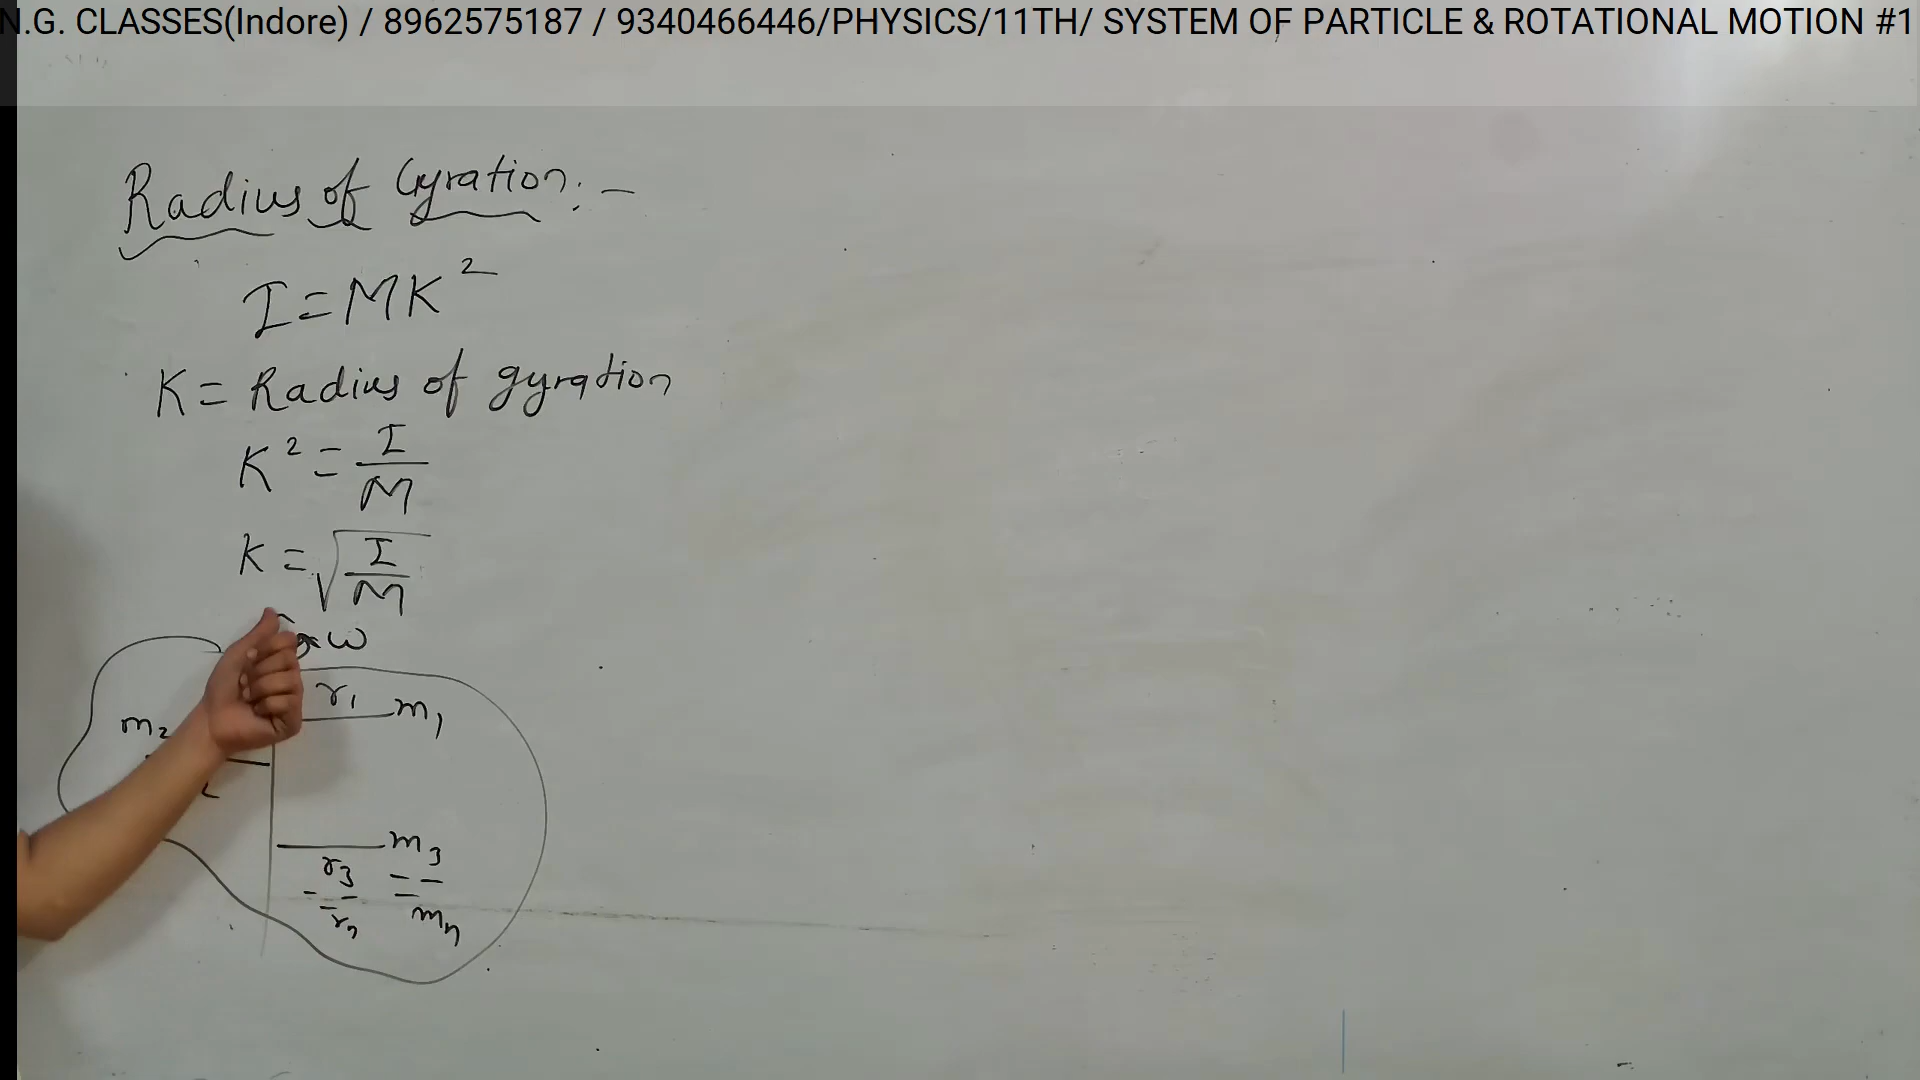 N.G. CLASSES(Indore) / 8962575187 / 9340466446/PHYSICS/11TH/ SYSTEM OF PARTICLE & ROTATIONAL MOTION #1
Radius of Gyration:-
I=MK²
K= Radius of gyration
K² = I/M
K = √I/M
ω
r₁ m₁
m₂
m₃
r₃
rₙ mₙ